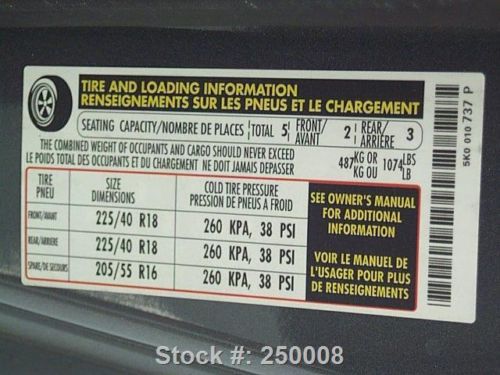 TIRE AND LOADING INFORMATION
RENSEIGNEMENTS SUR LES PNEUS ET LE CHARGEMENT
SEATING CAPACITY/NOMBRE DE PLACES TOTAL 5 FRONT/AVANT 2 REAR/ARRIÈRE 3
THE COMBINED WEIGHT OF OCCUPANTS AND CARGO SHOULD NEVER EXCEED
LE POIDS TOTAL DES OCCUPANTS ET DU CHARGEMENT NE DOIT JAMAIS DÉPASSER
487 KG OR 1074 LBS
KG OU LB
TIRE
PNEU
SIZE
DIMENSIONS
COLD TIRE PRESSURE
PRESSION DE PNEUS A FROID
FRONT/AVANT 225/40 R18 260 KPA, 38 PSI
REAR/ARRIERE 225/40 R18 260 KPA, 38 PSI
SPARE/DE SECOURS 205/55 R16 260 KPA, 38 PSI
SEE OWNER'S MANUAL
FOR ADDITIONAL
INFORMATION
VOIR LE MANUEL DE
L'USAGER POUR PLUS
DE RENSEIGNEMENTS
5K0 010 737 P
Stock #: 250008